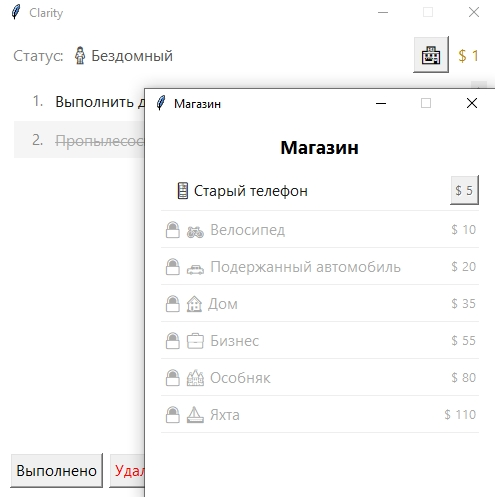 Clarity
Статус: Бездомный
$ 1
1. Выполнить д
2. Пропылесос
Магазин
Магазин
Старый телефон
$ 5
Велосипед
$ 10
Подержанный автомобиль
$ 20
Дом
$ 35
Бизнес
$ 55
Особняк
$ 80
Яхта
$ 110
Выполнено
Удал